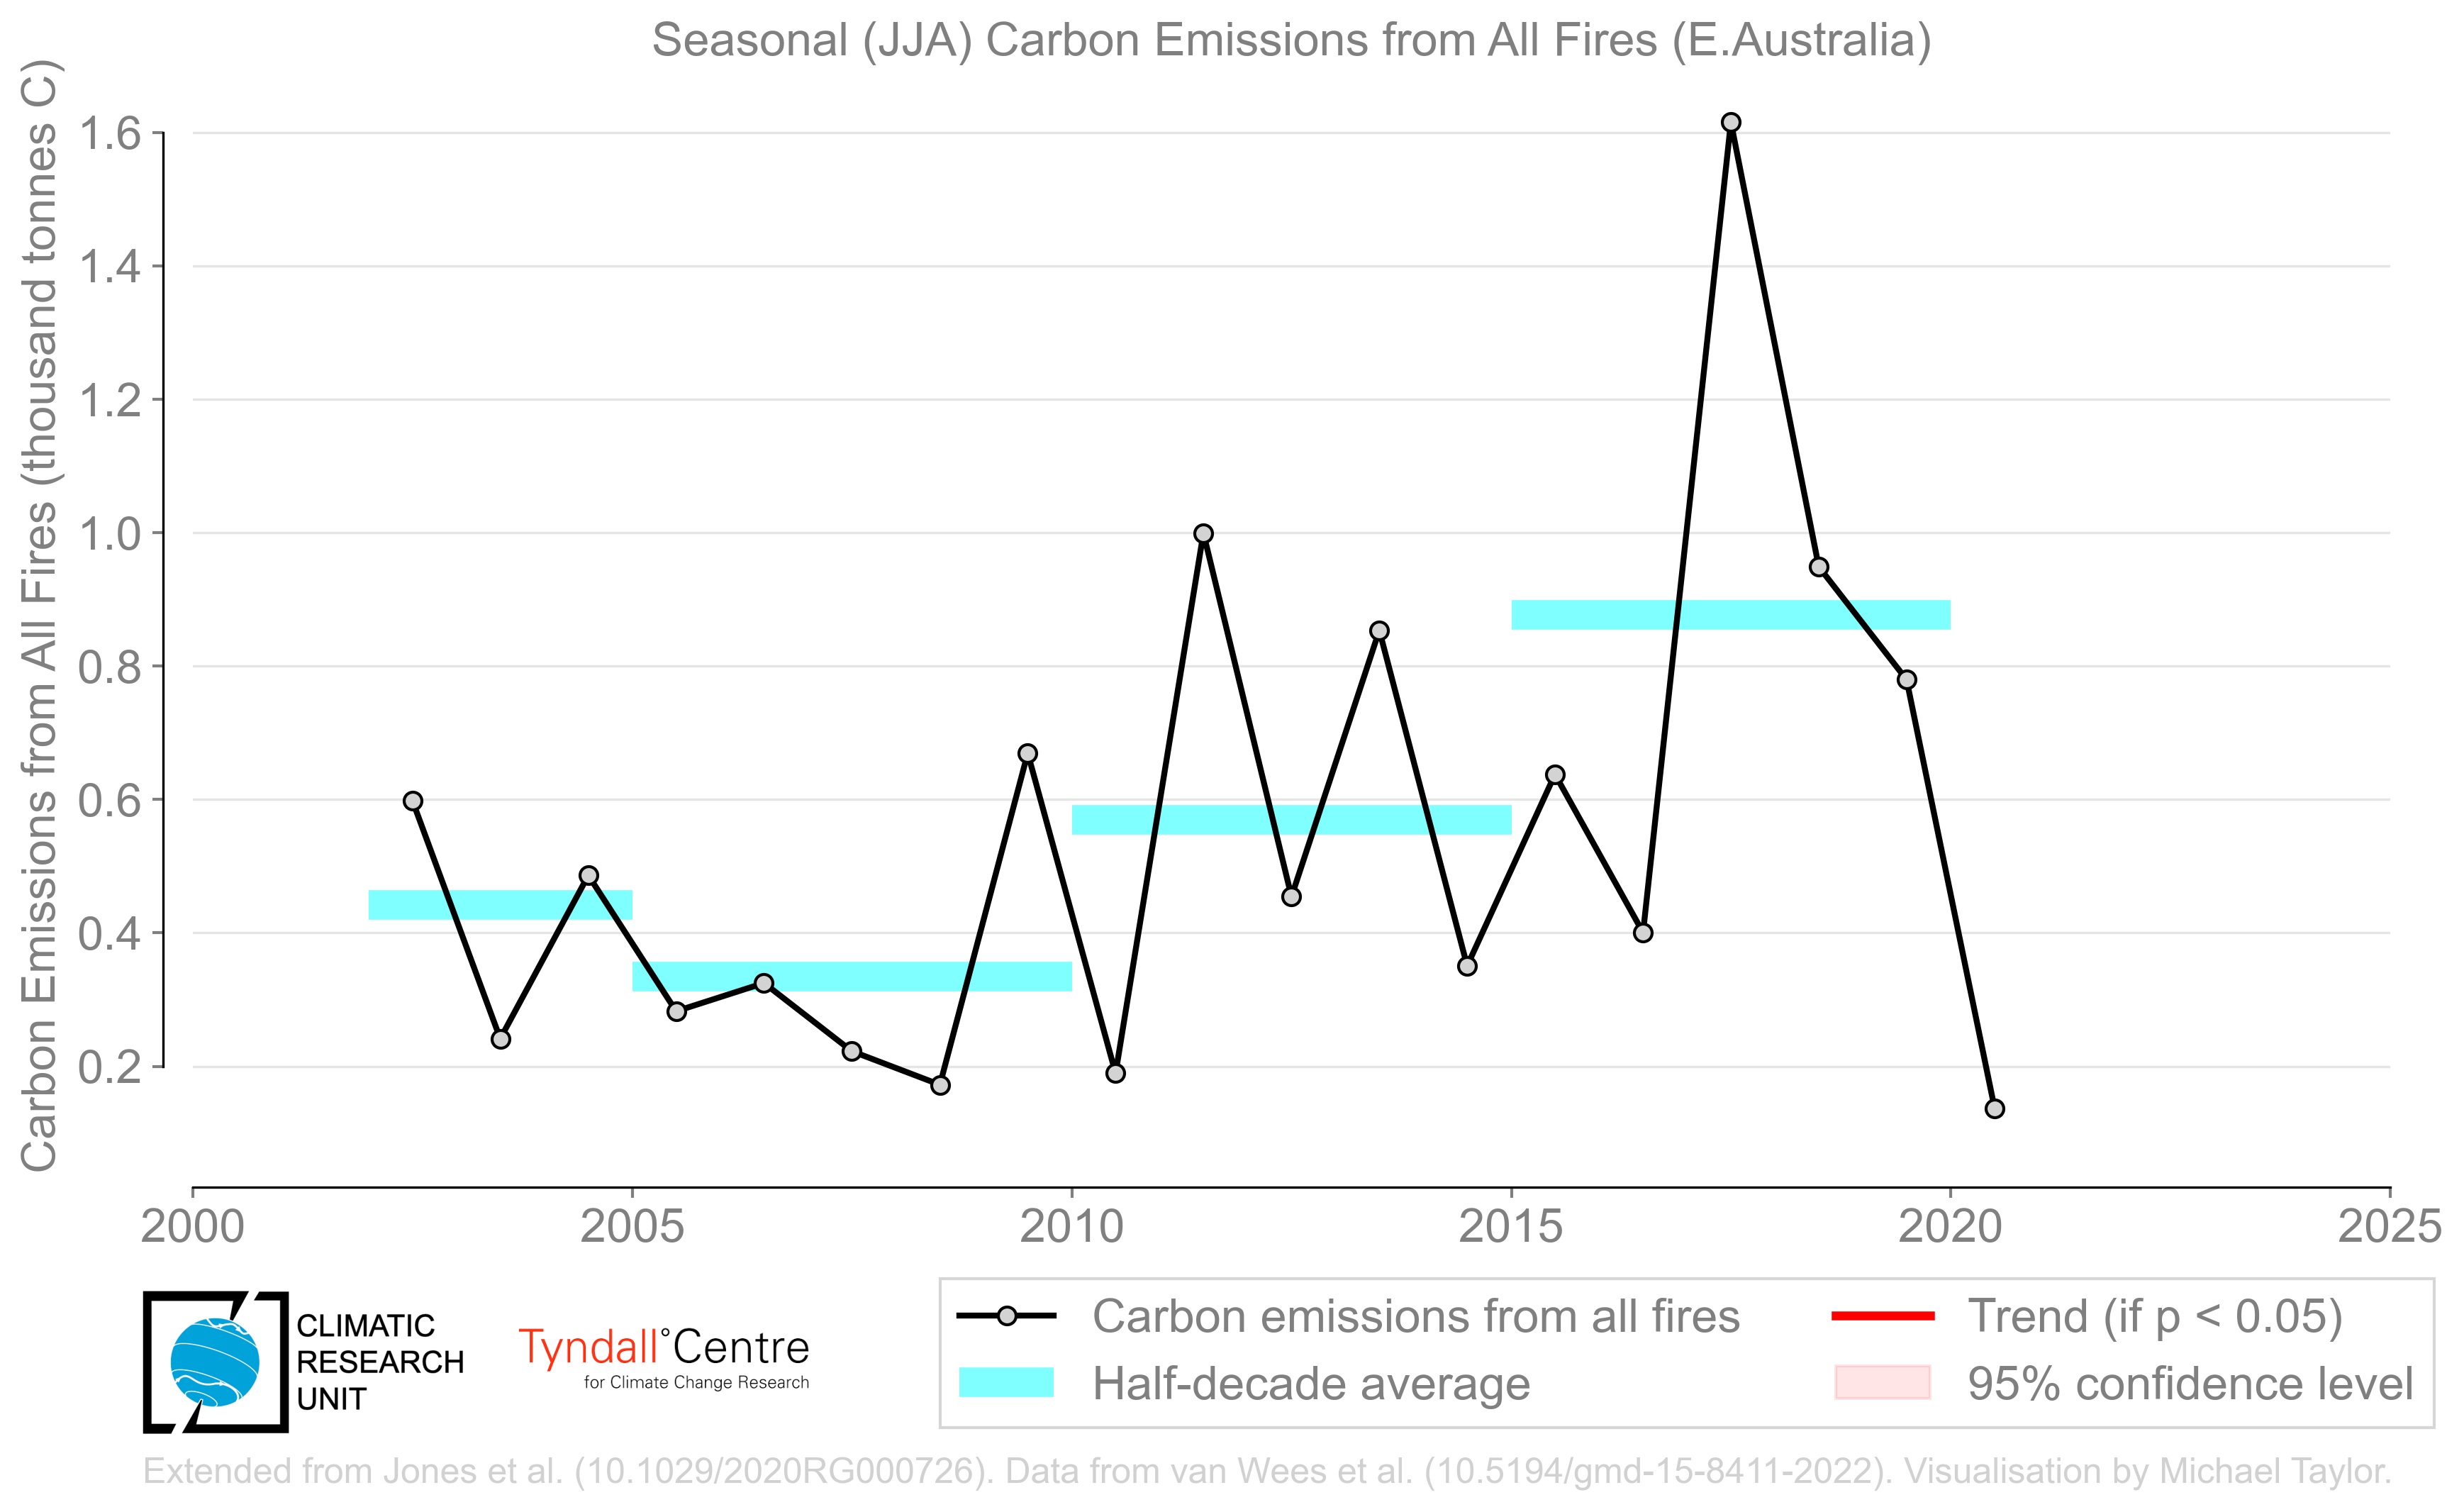 Seasonal (JJA) Carbon Emissions from All Fires (E.Australia)
Carbon Emissions from All Fires (thousand tonnes C)
1.6
1.4
1.2
1.0
0.8
0.6
0.4
0.2
2000 2005 2010 2015 2020 2025
CLIMATIC
RESEARCH
UNIT
Tyndall°Centre
for Climate Change Research
Carbon emissions from all fires
Half-decade average
Trend (if p < 0.05)
95% confidence level
Extended from Jones et al. (10.1029/2020RG000726). Data from van Wees et al. (10.5194/gmd-15-8411-2022). Visualisation by Michael Taylor.